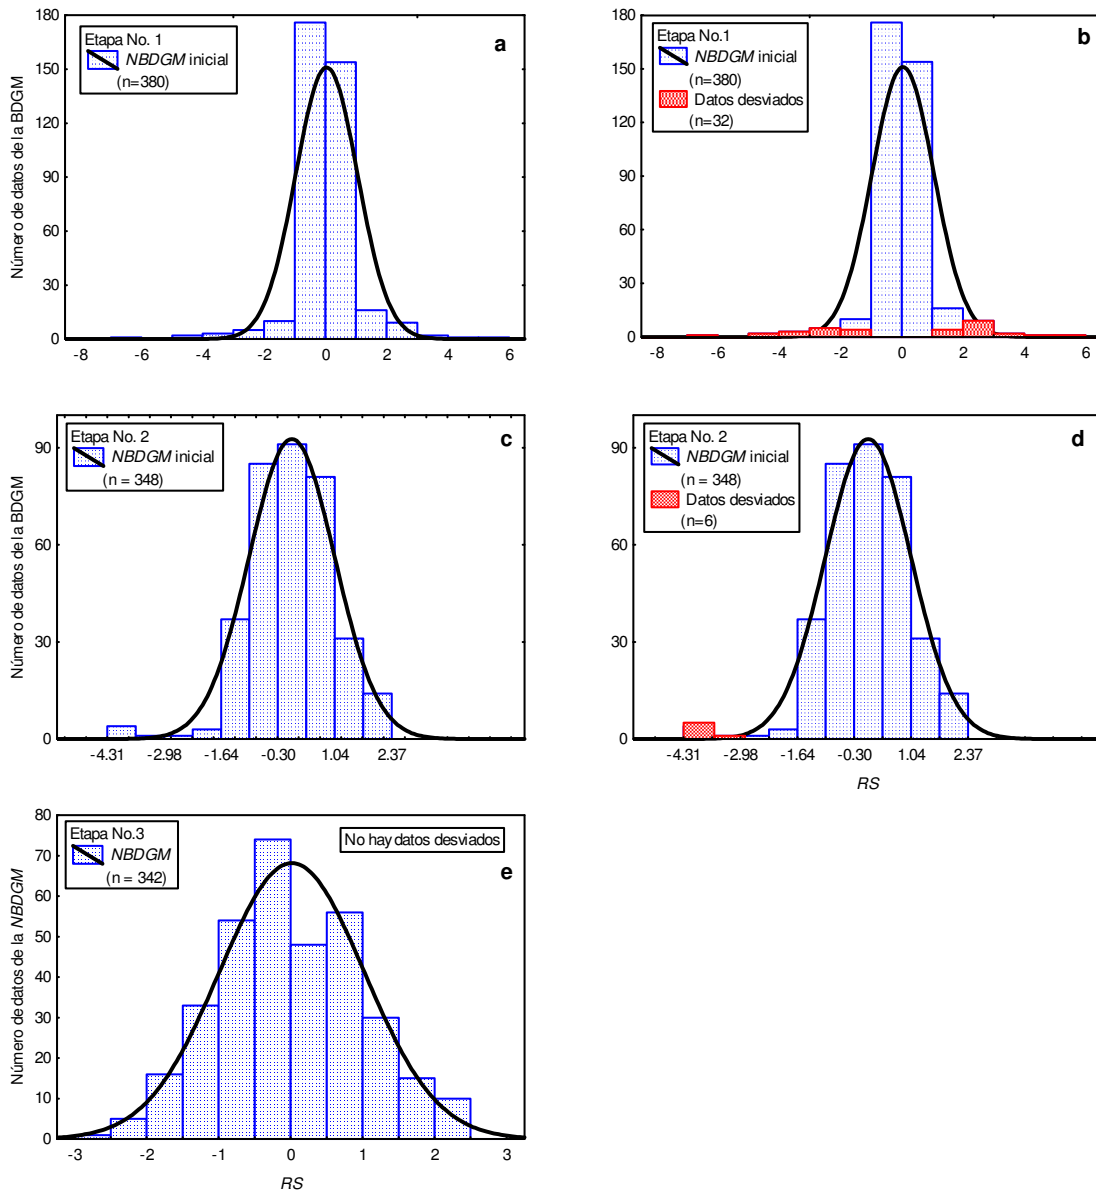 180
150
120
90
60
30
0
Número de datos de la BDGM
Etapa No. 1
NBDGM inicial
(n=380)
a
-8 -6 -4 -2 0 2 4 6
180
150
120
90
60
30
0
Etapa No.1
NBDGM inicial
(n=380)
Datos desviados
(n=32)
b
-8 -6 -4 -2 0 2 4 6
90
60
30
0
Número de datos de la BDGM
Etapa No. 2
NBDGM inicial
(n = 348)
c
-4.31 -2.98 -1.64 -0.30 1.04 2.37
90
60
30
0
Etapa No. 2
NBDGM inicial
(n = 348)
Datos desviados
(n=6)
d
-4.31 -2.98 -1.64 -0.30 1.04 2.37
RS
80
70
60
50
40
30
20
10
0
Número de datos de la NBDGM
Etapa No.3
NBDGM
(n = 342)
No hay datos desviados
e
-3 -2 -1 0 1 2 3
RS